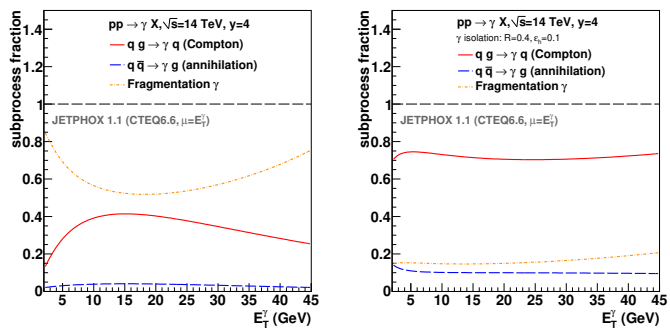 pp → γ X, √s=14 TeV, y=4
q g → γ q (Compton)
q q̅ → γ g (annihilation)
Fragmentation γ
JETPHOX 1.1 (CTEQ6.6, μ=E_T^γ)
subprocess fraction
1.4
1.2
1
0.8
0.6
0.4
0.2
0
5 10 15 20 25 30 35 40 45
E_T^γ (GeV)
pp → γ X, √s=14 TeV, y=4
γ isolation: R=0.4, ε_h=0.1
q g → γ q (Compton)
q q̅ → γ g (annihilation)
Fragmentation γ
JETPHOX 1.1 (CTEQ6.6, μ=E_T^γ)
subprocess fraction
1.4
1.2
1
0.8
0.6
0.4
0.2
0
5 10 15 20 25 30 35 40 45
E_T^γ (GeV)